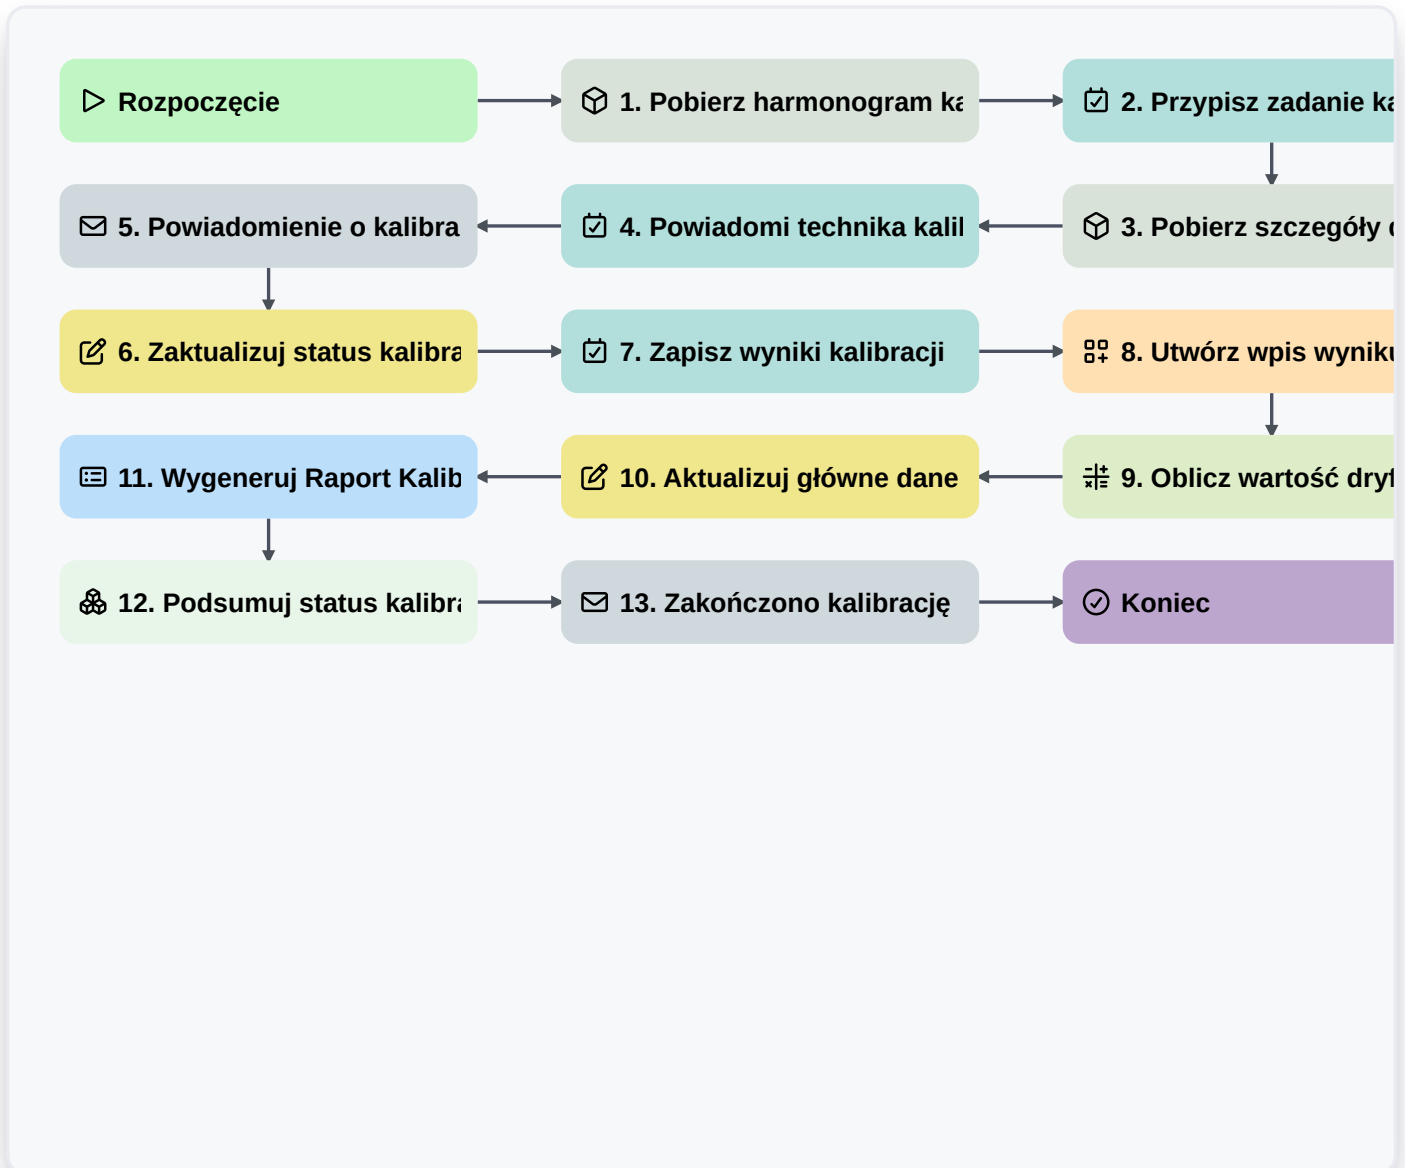 Rozpoczęcie
1. Pobierz harmonogram
2. Przypisz zadanie
5. Powiadomienie o
4. Powiadomi technika
3. Pobierz szczegóły
6. Zaktualizuj status
7. Zapisz wyniki kalibracji
8. Utwórz wpis
11. Wygeneruj Raport
10. Aktualizuj główne dane
9. Oblicz wartość
12. Podsumuj status
13. Zakończono kalibrację
Koniec